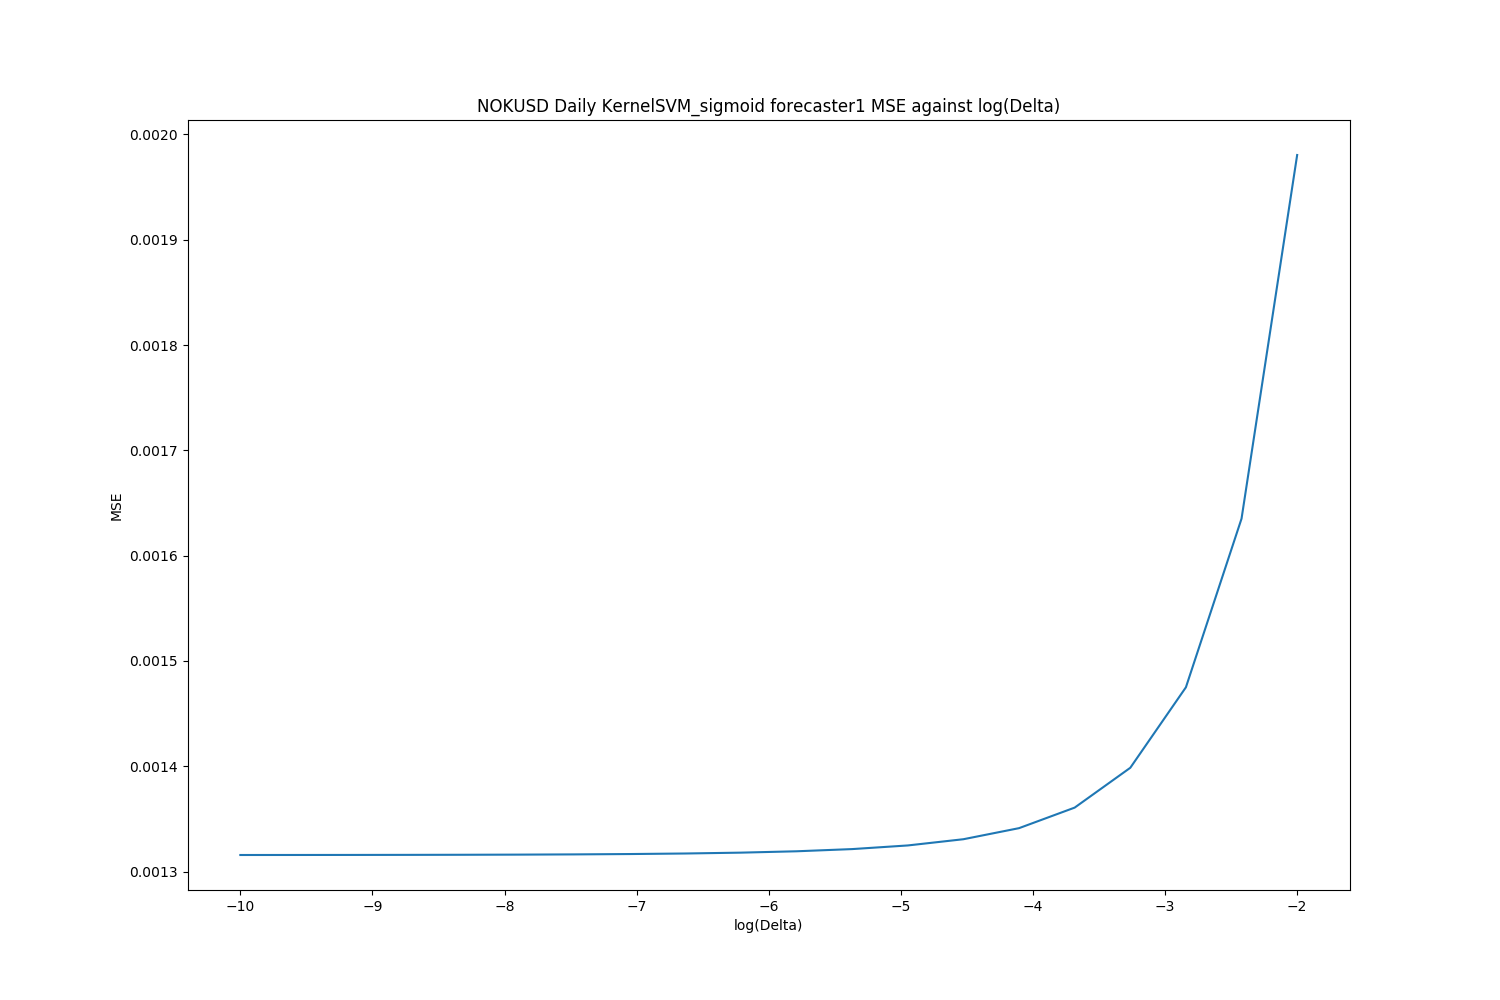 NOKUSD Daily KernelSVM_sigmoid forecaster1 MSE against log(Delta)
0.0020
0.0019
0.0018
0.0017
0.0016
0.0015
0.0014
0.0013
MSE
−10 −9 −8 −7 −6 −5 −4 −3 −2
log(Delta)